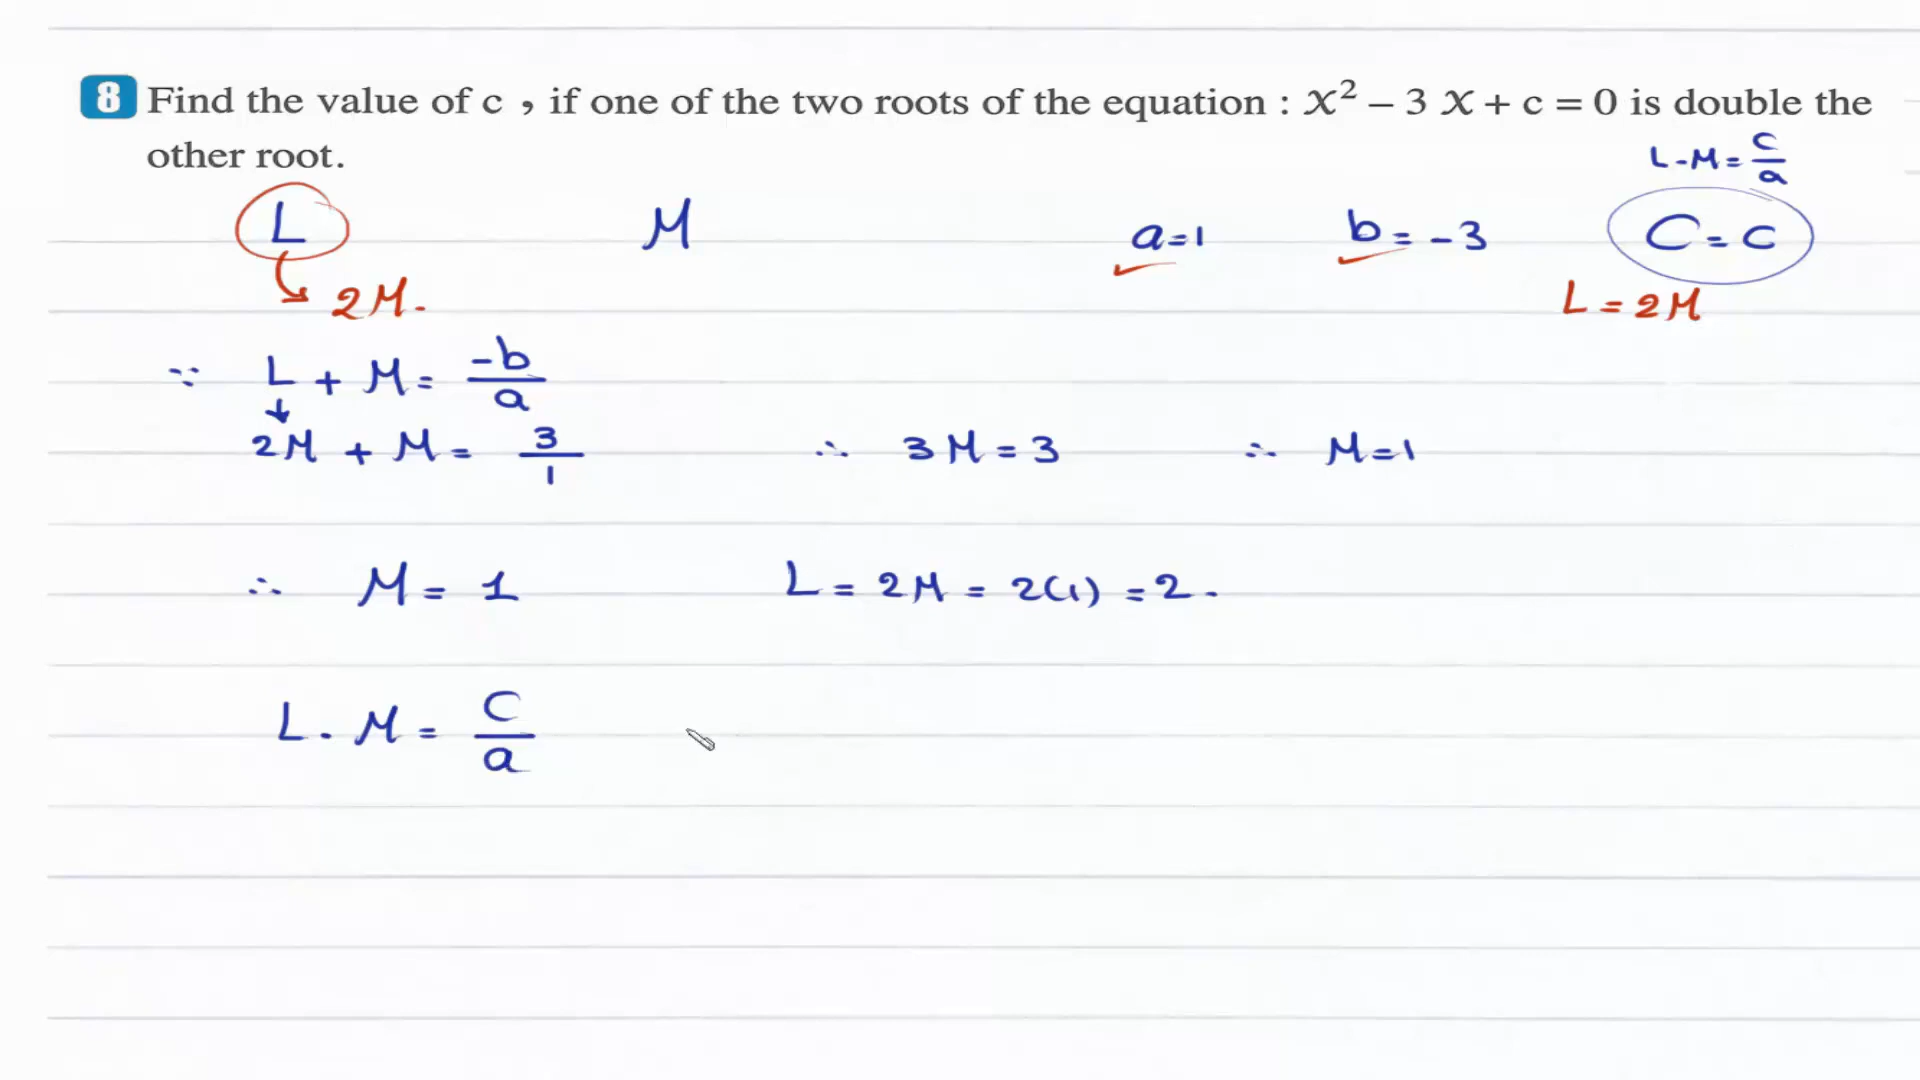 8 Find the value of c , if one of the two roots of the equation : x² – 3 x + c = 0 is double the
other root.
L·M = c/a
L M a=1 b=-3 C=c
2M. L=2M
∵ L + M = -b/a
2M + M = 3/1 ∴ 3M=3 ∴ M=1
∴ M = 1 L = 2M = 2(1) = 2.
L . M = C/a